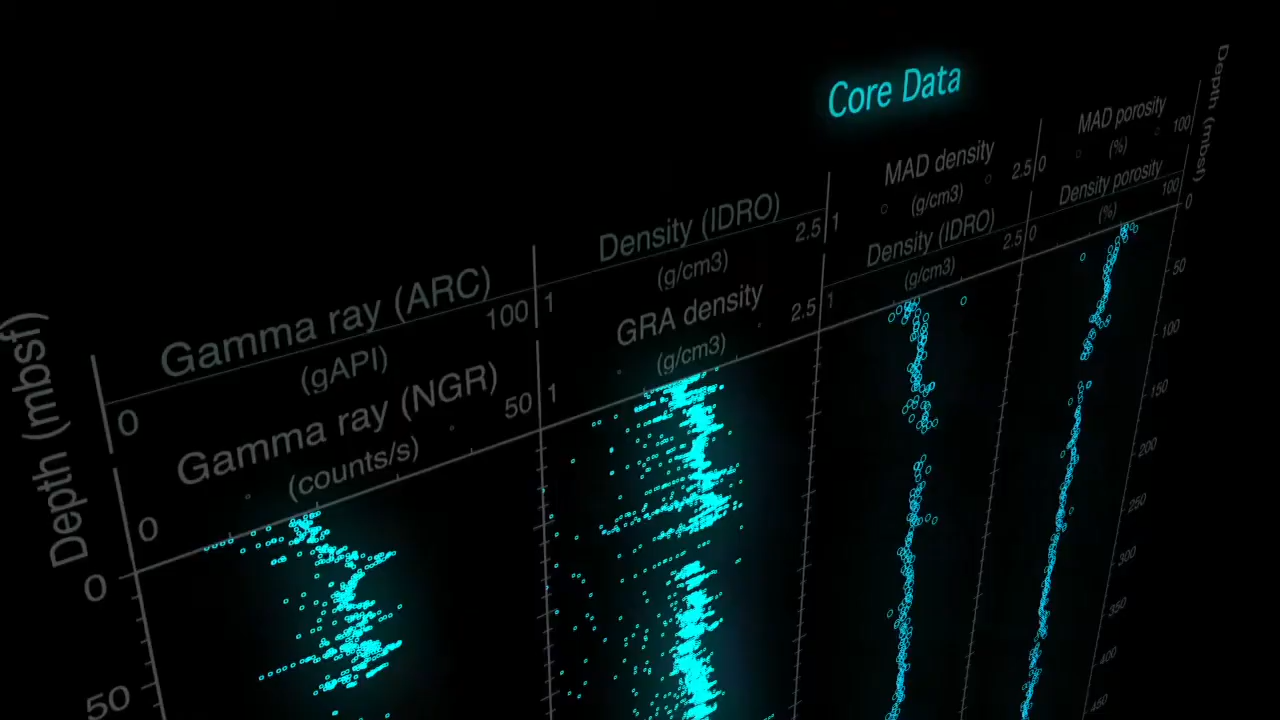 Core Data
Depth (mbsf)
Gamma ray (ARC)
0
100
(gAPI)
Gamma ray (NGR)
0
50
(counts/s)
Density (IDRO)
1
2.5
(g/cm3)
GRA density
1
2.5
(g/cm3)
MAD density
1
2.5
(g/cm3)
Density (IDRO)
1
2.5
(g/cm3)
MAD porosity
0
100
(%)
Density porosity
0
100
(%)
Depth (mbsf)
0
50
0
50
100
150
200
250
300
350
400
450